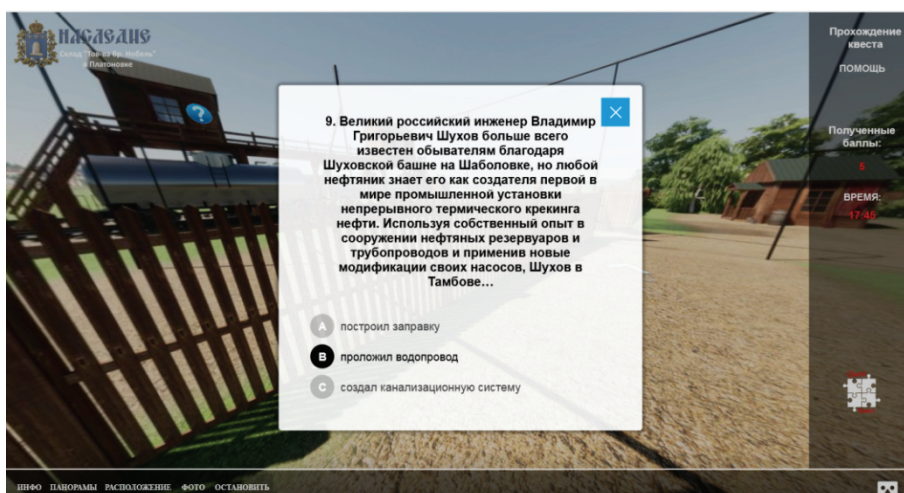 НАСЛЕДИЕ
Склад "Тов-ва бр. Нобель"
в Платоновке
9. Великий российский инженер Владимир
Григорьевич Шухов больше всего
известен обывателям благодаря
Шуховской башне на Шаболовке, но любой
нефтяник знает его как создателя первой в
мире промышленной установки
непрерывного термического крекинга
нефти. Используя собственный опыт в
сооружении нефтяных резервуаров и
трубопроводов и применив новые
модификации своих насосов, Шухов в
Тамбове...
A построил заправку
B проложил водопровод
C создал канализационную систему
Прохождение
квеста
ПОМОЩЬ
Полученные
баллы:
5
ВРЕМЯ:
17:45
ИНФО ПАНОРАМЫ РАСПОЛОЖЕНИЕ ФОТО ОСТАНОВИТЬ